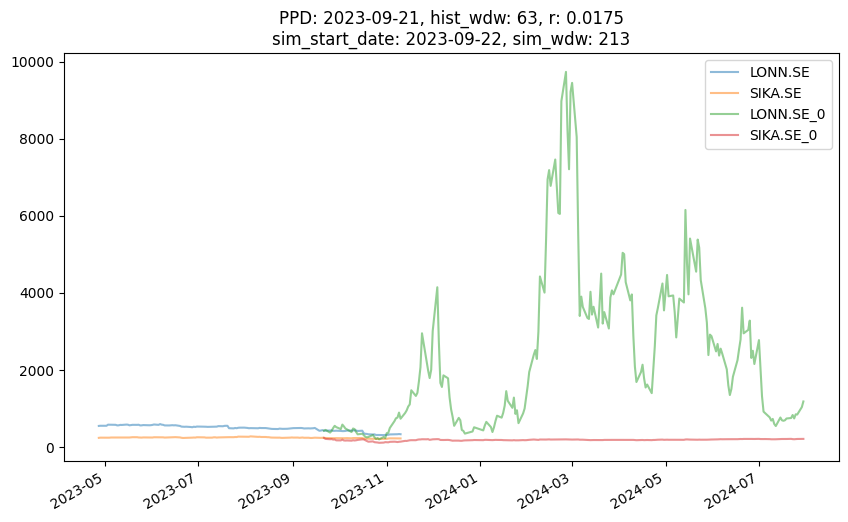 PPD: 2023-09-21, hist_wdw: 63, r: 0.0175
sim_start_date: 2023-09-22, sim_wdw: 213
LONN.SE
SIKA.SE
LONN.SE_0
SIKA.SE_0
10000
8000
6000
4000
2000
0
2023-05
2023-07
2023-09
2023-11
2024-01
2024-03
2024-05
2024-07